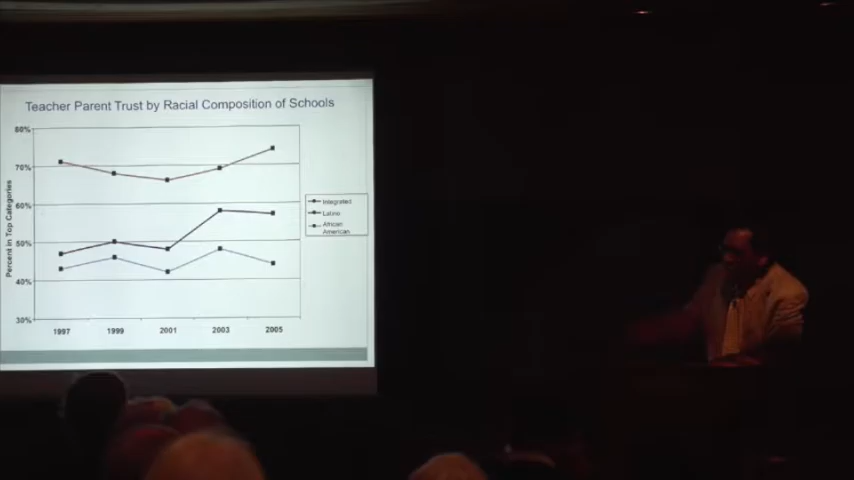 Teacher Parent Trust by Racial Composition of Schools
80%
70%
60%
50%
40%
30%
Percent in Top Categories
1997
1999
2001
2003
2005
Integrated
Latino
African
American